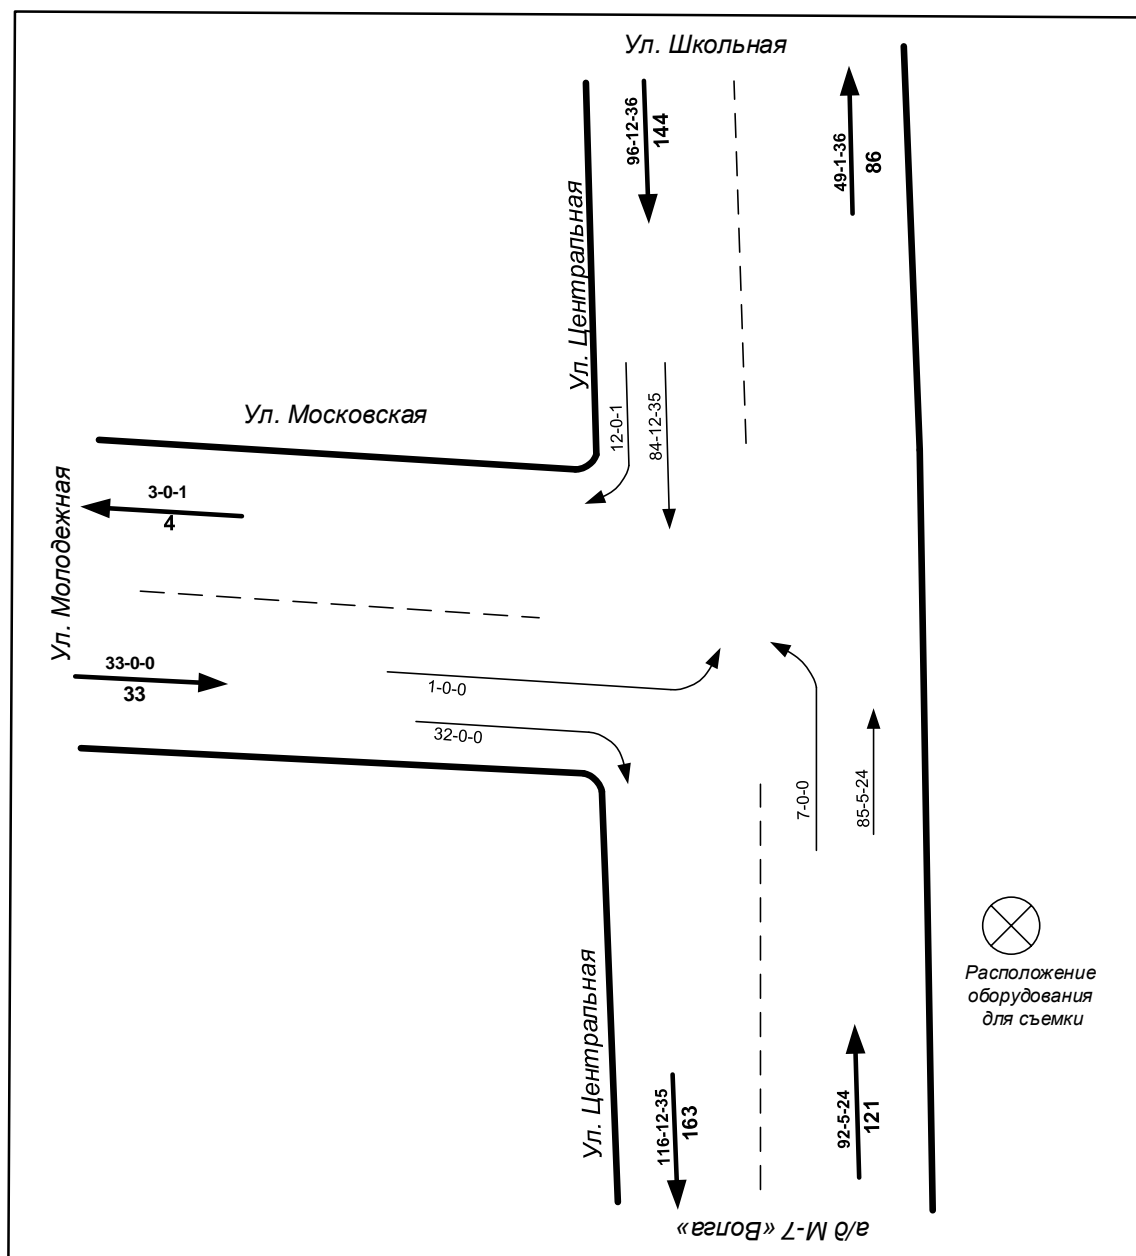 Ул. Школьная
96-12-36
144
49-1-36
86
Ул. Центральная
Ул. Московская
12-0-1
84-12-35
Ул. Молодежная
3-0-1
4
33-0-0
33
1-0-0
32-0-0
7-0-0
85-5-24
Расположение
оборудования
для съемки
Ул. Центральная
116-12-35
163
92-5-24
121
а/д М-7 «Волга»